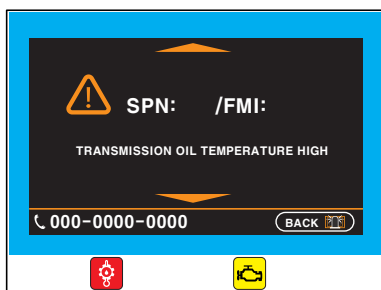 SPN: /FMI:
TRANSMISSION OIL TEMPERATURE HIGH
000-0000-0000 BACK